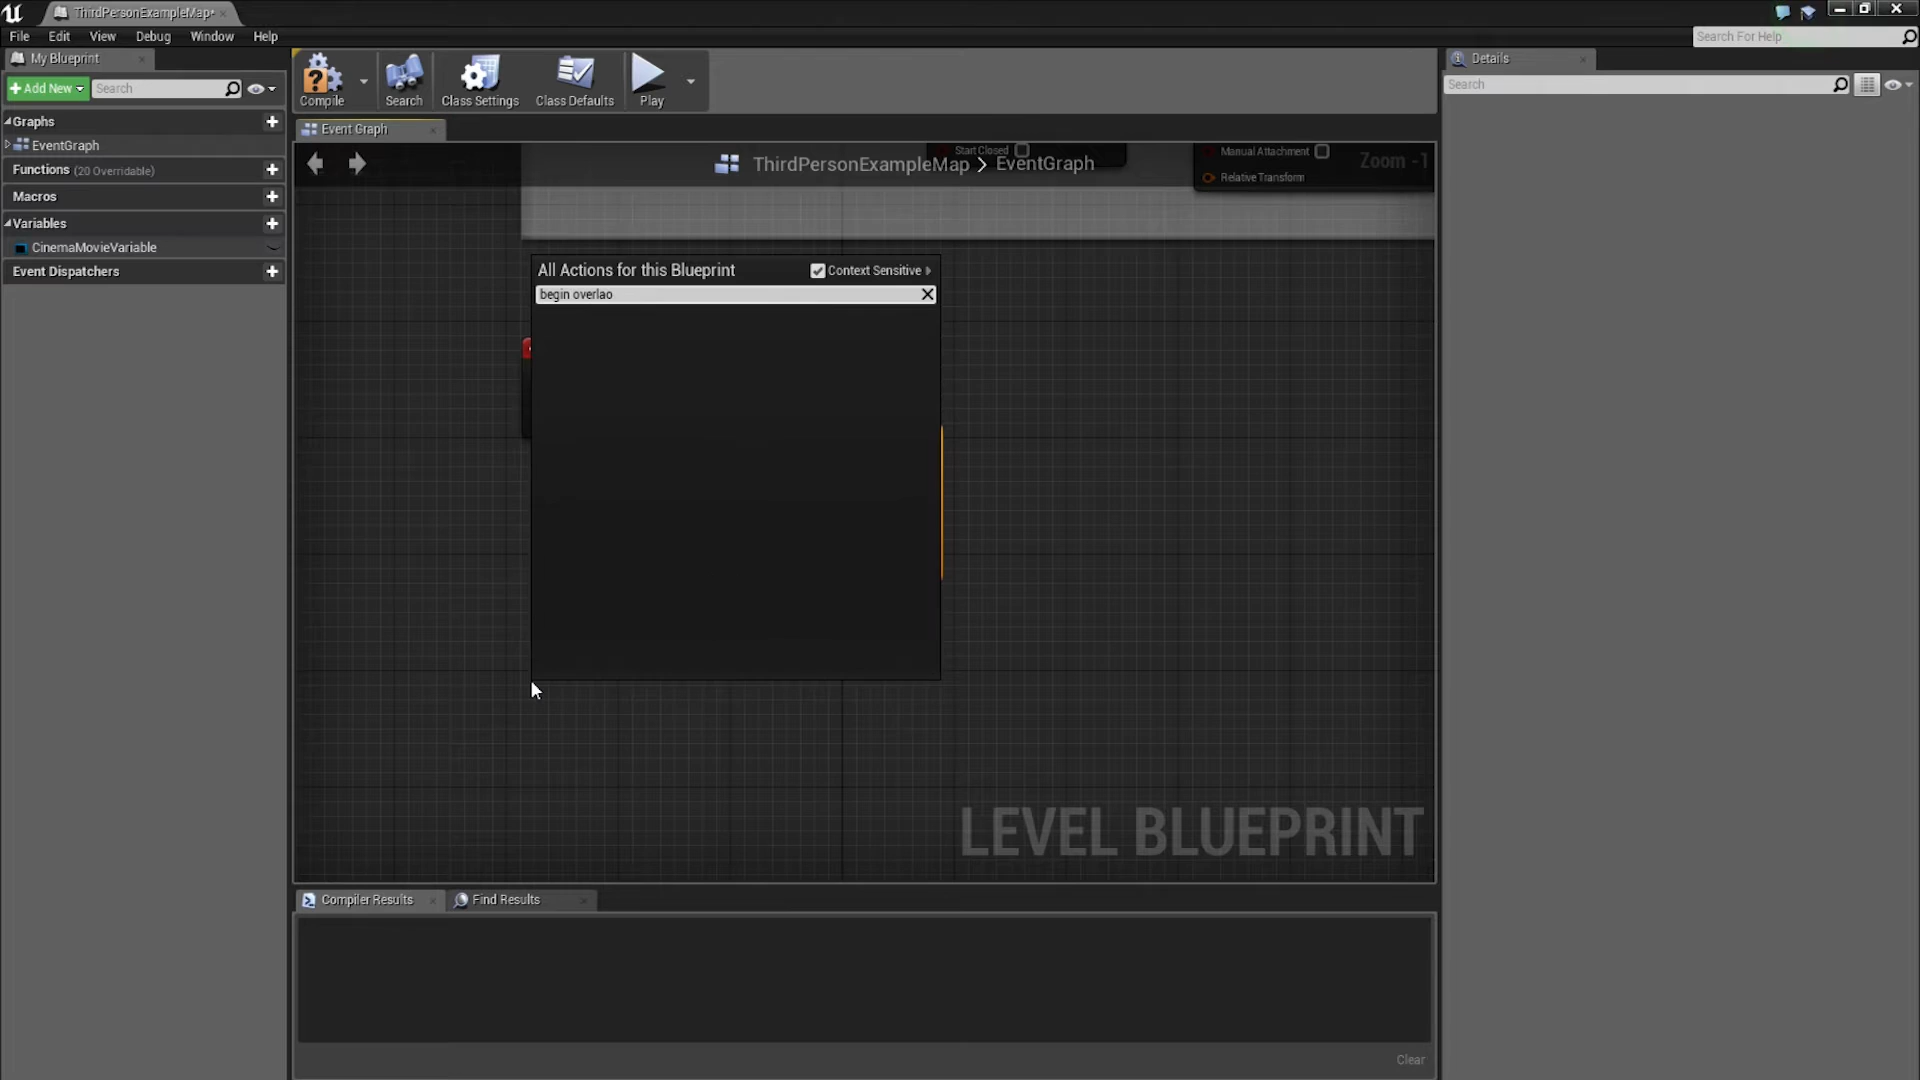 ThirdPersonExampleMap*
File Edit View Debug Window Help
Search For Help
My Blueprint
Add New
Search
Graphs
EventGraph
Functions (20 Overridable)
Macros
Variables
CinemaMovieVariable
Event Dispatchers
Compile
Search
Class Settings
Class Defaults
Play
Event Graph
ThirdPersonExampleMap > EventGraph
Start Closed
Manual Attachment
Relative Transform
Zoom -1
All Actions for this Blueprint
Context Sensitive
begin overlao
LEVEL BLUEPRINT
Compiler Results
Find Results
Clear
Details
Search